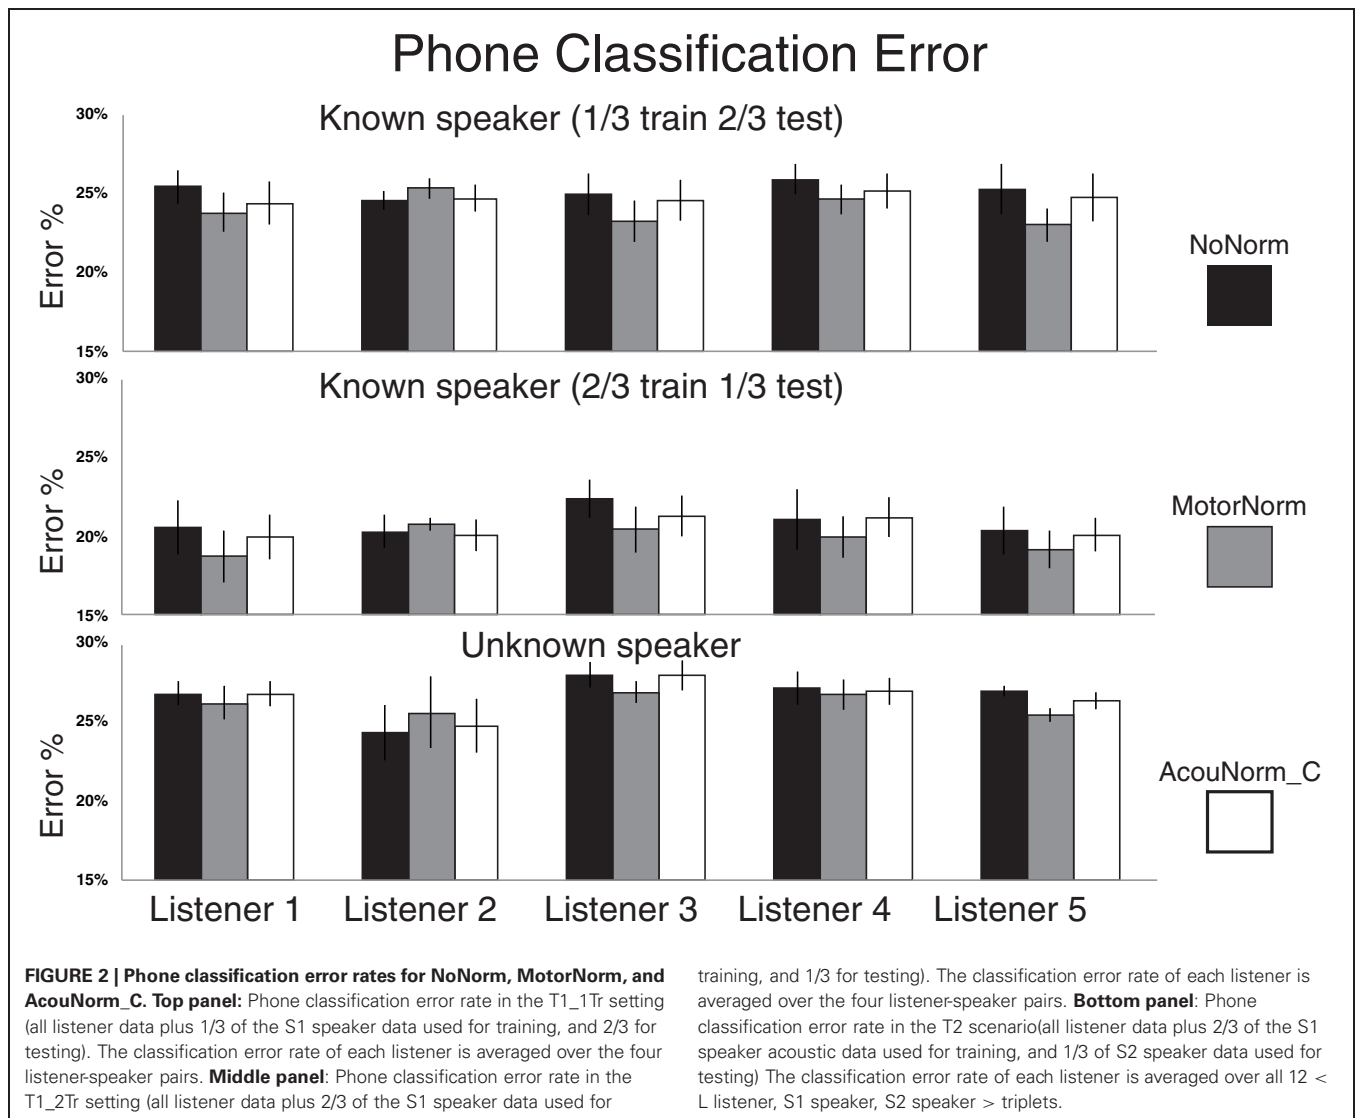 Phone Classification Error
Known speaker (1/3 train 2/3 test)
30%
25%
20%
15%
Error %
Known speaker (2/3 train 1/3 test)
30%
25%
20%
15%
Error %
Unknown speaker
30%
25%
20%
15%
Error %
Listener 1
Listener 2
Listener 3
Listener 4
Listener 5
NoNorm
MotorNorm
AcouNorm_C
FIGURE 2 | Phone classification error rates for NoNorm, MotorNorm, and
AcouNorm_C. Top panel: Phone classification error rate in the T1_1Tr setting
(all listener data plus 1/3 of the S1 speaker data used for training, and 2/3 for
testing). The classification error rate of each listener is averaged over the four
listener-speaker pairs. Middle panel: Phone classification error rate in the
T1_2Tr setting (all listener data plus 2/3 of the S1 speaker data used for
training, and 1/3 for testing). The classification error rate of each listener is
averaged over the four listener-speaker pairs. Bottom panel: Phone
classification error rate in the T2 scenario(all listener data plus 2/3 of the S1
speaker acoustic data used for training, and 1/3 of S2 speaker data used for
testing) The classification error rate of each listener is averaged over all 12 <
L listener, S1 speaker, S2 speaker > triplets.